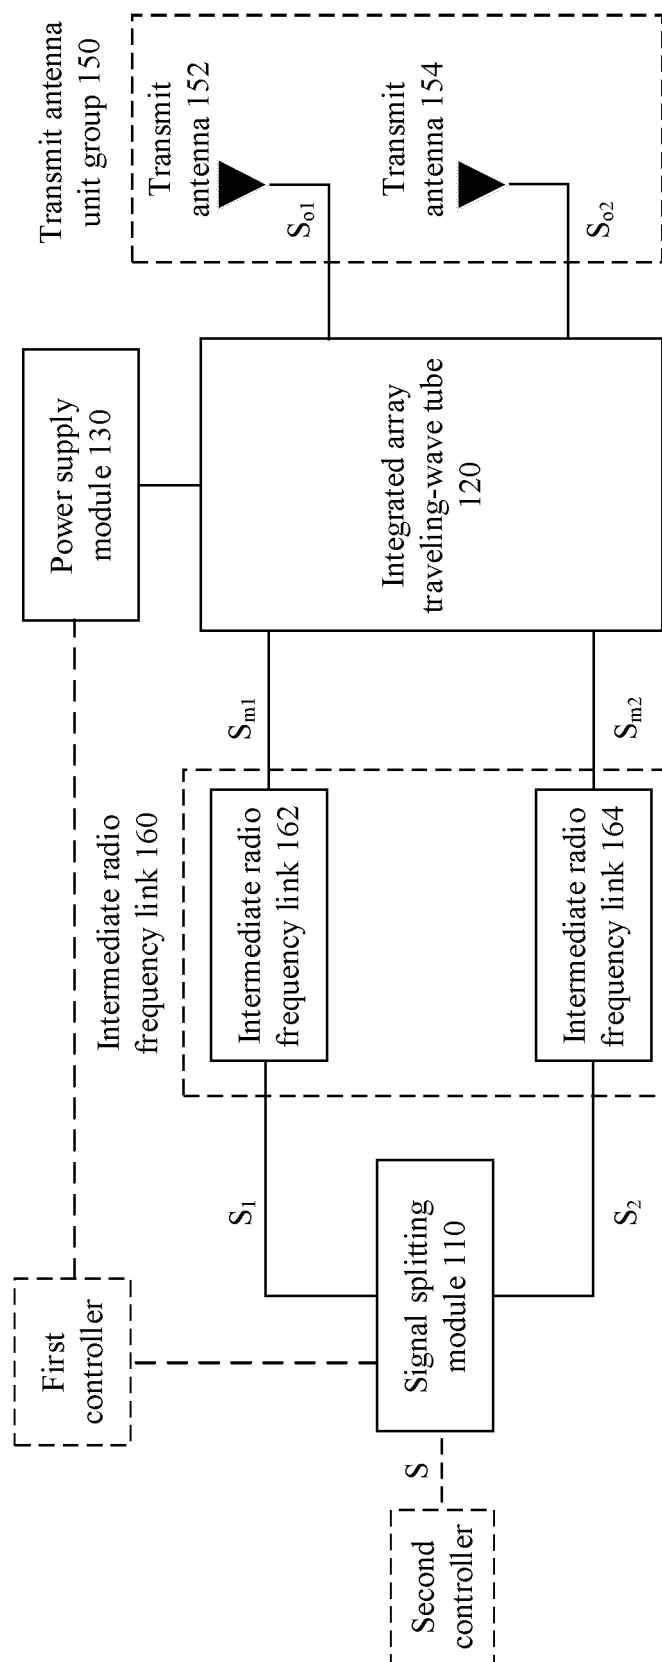 Second
controller
S
First
controller
Signal splitting
module 110
S1
S2
Intermediate radio
frequency link 160
Intermediate radio
frequency link 162
Intermediate radio
frequency link 164
Sm1
Sm2
Power supply
module 130
Integrated array
traveling-wave tube
120
Transmit antenna
unit group 150
Transmit
antenna 152
So1
Transmit
antenna 154
So2